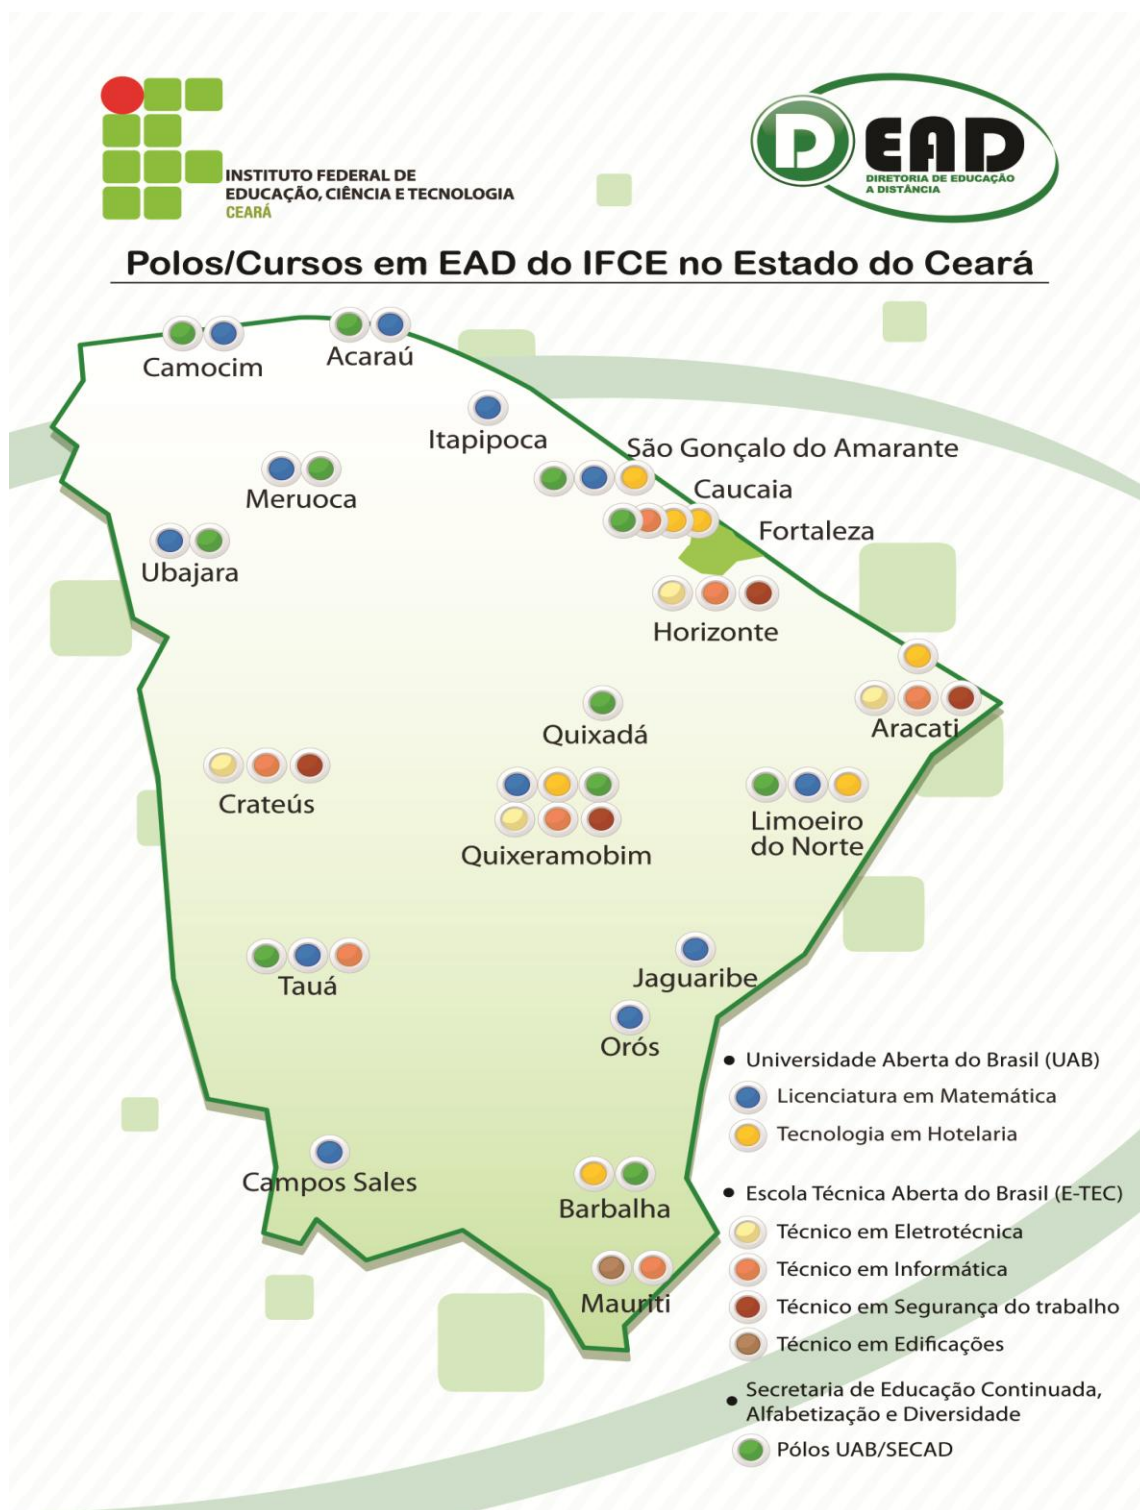 INSTITUTO FEDERAL DE
EDUCAÇÃO, CIÊNCIA E TECNOLOGIA
CEARÁ
D EAD
DIRETORIA DE EDUCAÇÃO
A DISTÂNCIA
Polos/Cursos em EAD do IFCE no Estado do Ceará
Camocim
Acaraú
Itapipoca
São Gonçalo do Amarante
Meruoca
Caucaia
Fortaleza
Ubajara
Horizonte
Quixadá
Aracati
Crateús
Limoeiro
do Norte
Quixeramobim
Tauá
Jaguaribe
Orós
Campos Sales
Barbalha
Mauriti
• Universidade Aberta do Brasil (UAB)
Licenciatura em Matemática
Tecnologia em Hotelaria
• Escola Técnica Aberta do Brasil (E-TEC)
Técnico em Eletrotécnica
Técnico em Informática
Técnico em Segurança do trabalho
Técnico em Edificações
• Secretaria de Educação Continuada,
Alfabetização e Diversidade
Pólos UAB/SECAD